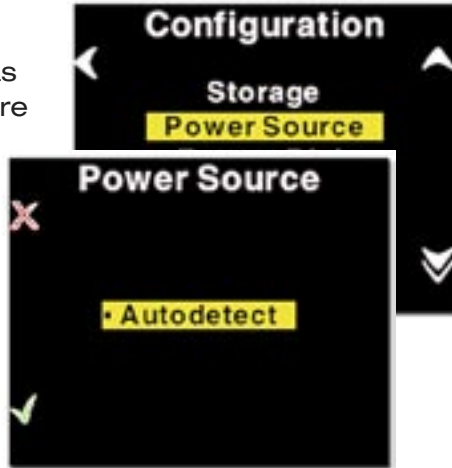 Configuration
Storage
Power Source
Power Source
• Autodetect